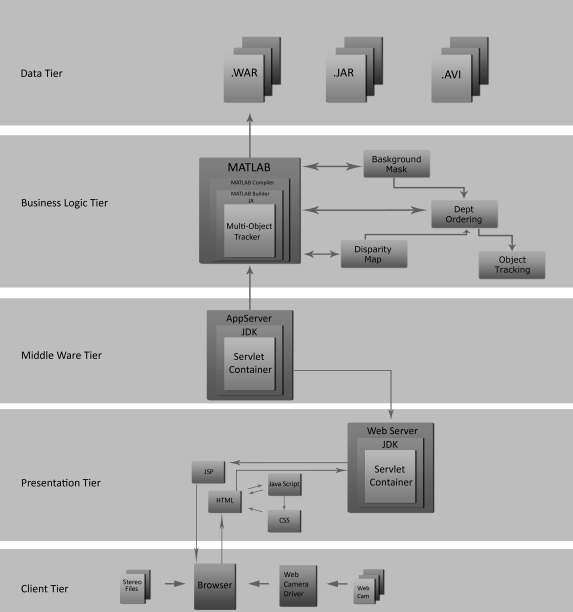 Data Tier
.WAR
.JAR
.AVI
Business Logic Tier
MATLAB
MATLAB Compiler
MATLAB Builder
JA
Multi-Object
Tracker
Baskground
Mask
Dept
Ordering
Disparity
Map
Object
Tracking
Middle Ware Tier
AppServer
JDK
Servlet
Container
Presentation Tier
Web Server
JDK
Servlet
Container
JSP
HTML
Java Script
CSS
Client Tier
Stereo
Files
Browser
Web
Camera
Driver
Web
Cam